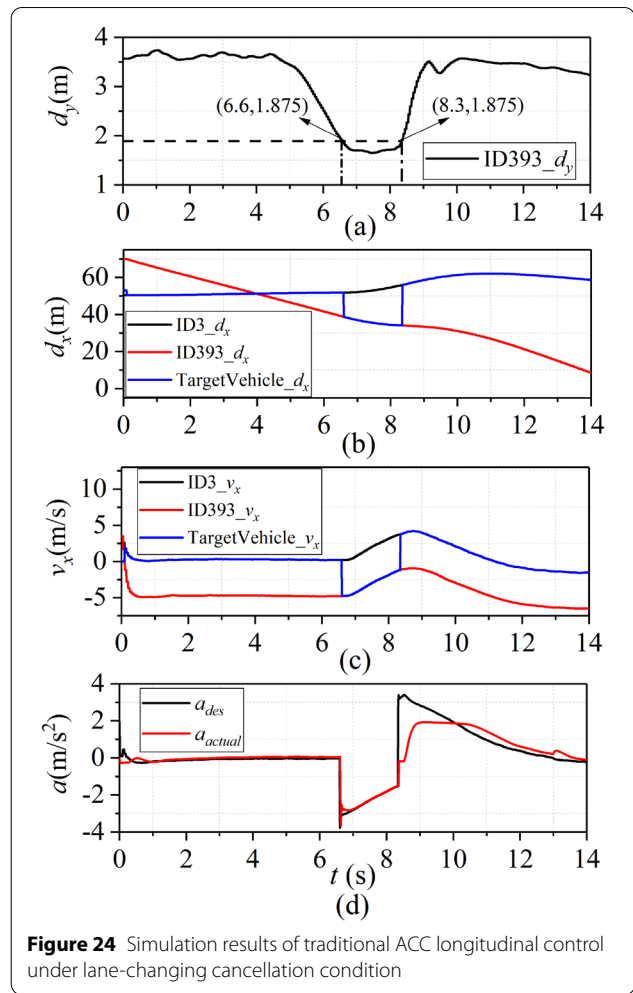 4
3
2
1
d_y(m)
(6.6,1.875)
(8.3,1.875)
ID393_d_y
0 2 4 6 8 10 12 14
(a)
60
40
20
0
d_x(m)
ID3_d_x
ID393_d_x
TargetVehicle_d_x
0 2 4 6 8 10 12 14
(b)
10
5
0
-5
v_x(m/s)
ID3_v_x
ID393_v_x
TargetVehicle_v_x
0 2 4 6 8 10 12 14
(c)
4
2
0
-2
-4
a(m/s²)
a_des
a_actual
0 2 4 6 8 10 12 14
t (s)
(d)
Figure 24 Simulation results of traditional ACC longitudinal control
under lane-changing cancellation condition